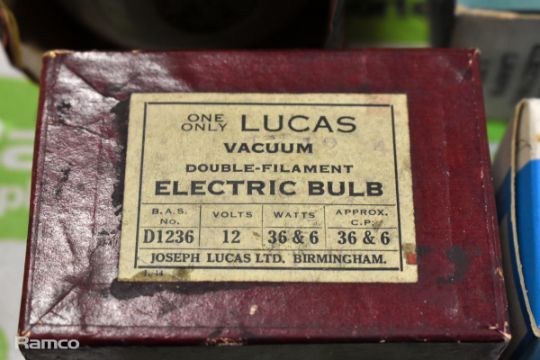 ONE ONLY LUCAS
VACUUM
DOUBLE-FILAMENT
ELECTRIC BULB
B.A.S. No. VOLTS WATTS APPROX. C.P.
D1236 12 36 & 6 36 & 6
JOSEPH LUCAS LTD. BIRMINGHAM.
Ramco